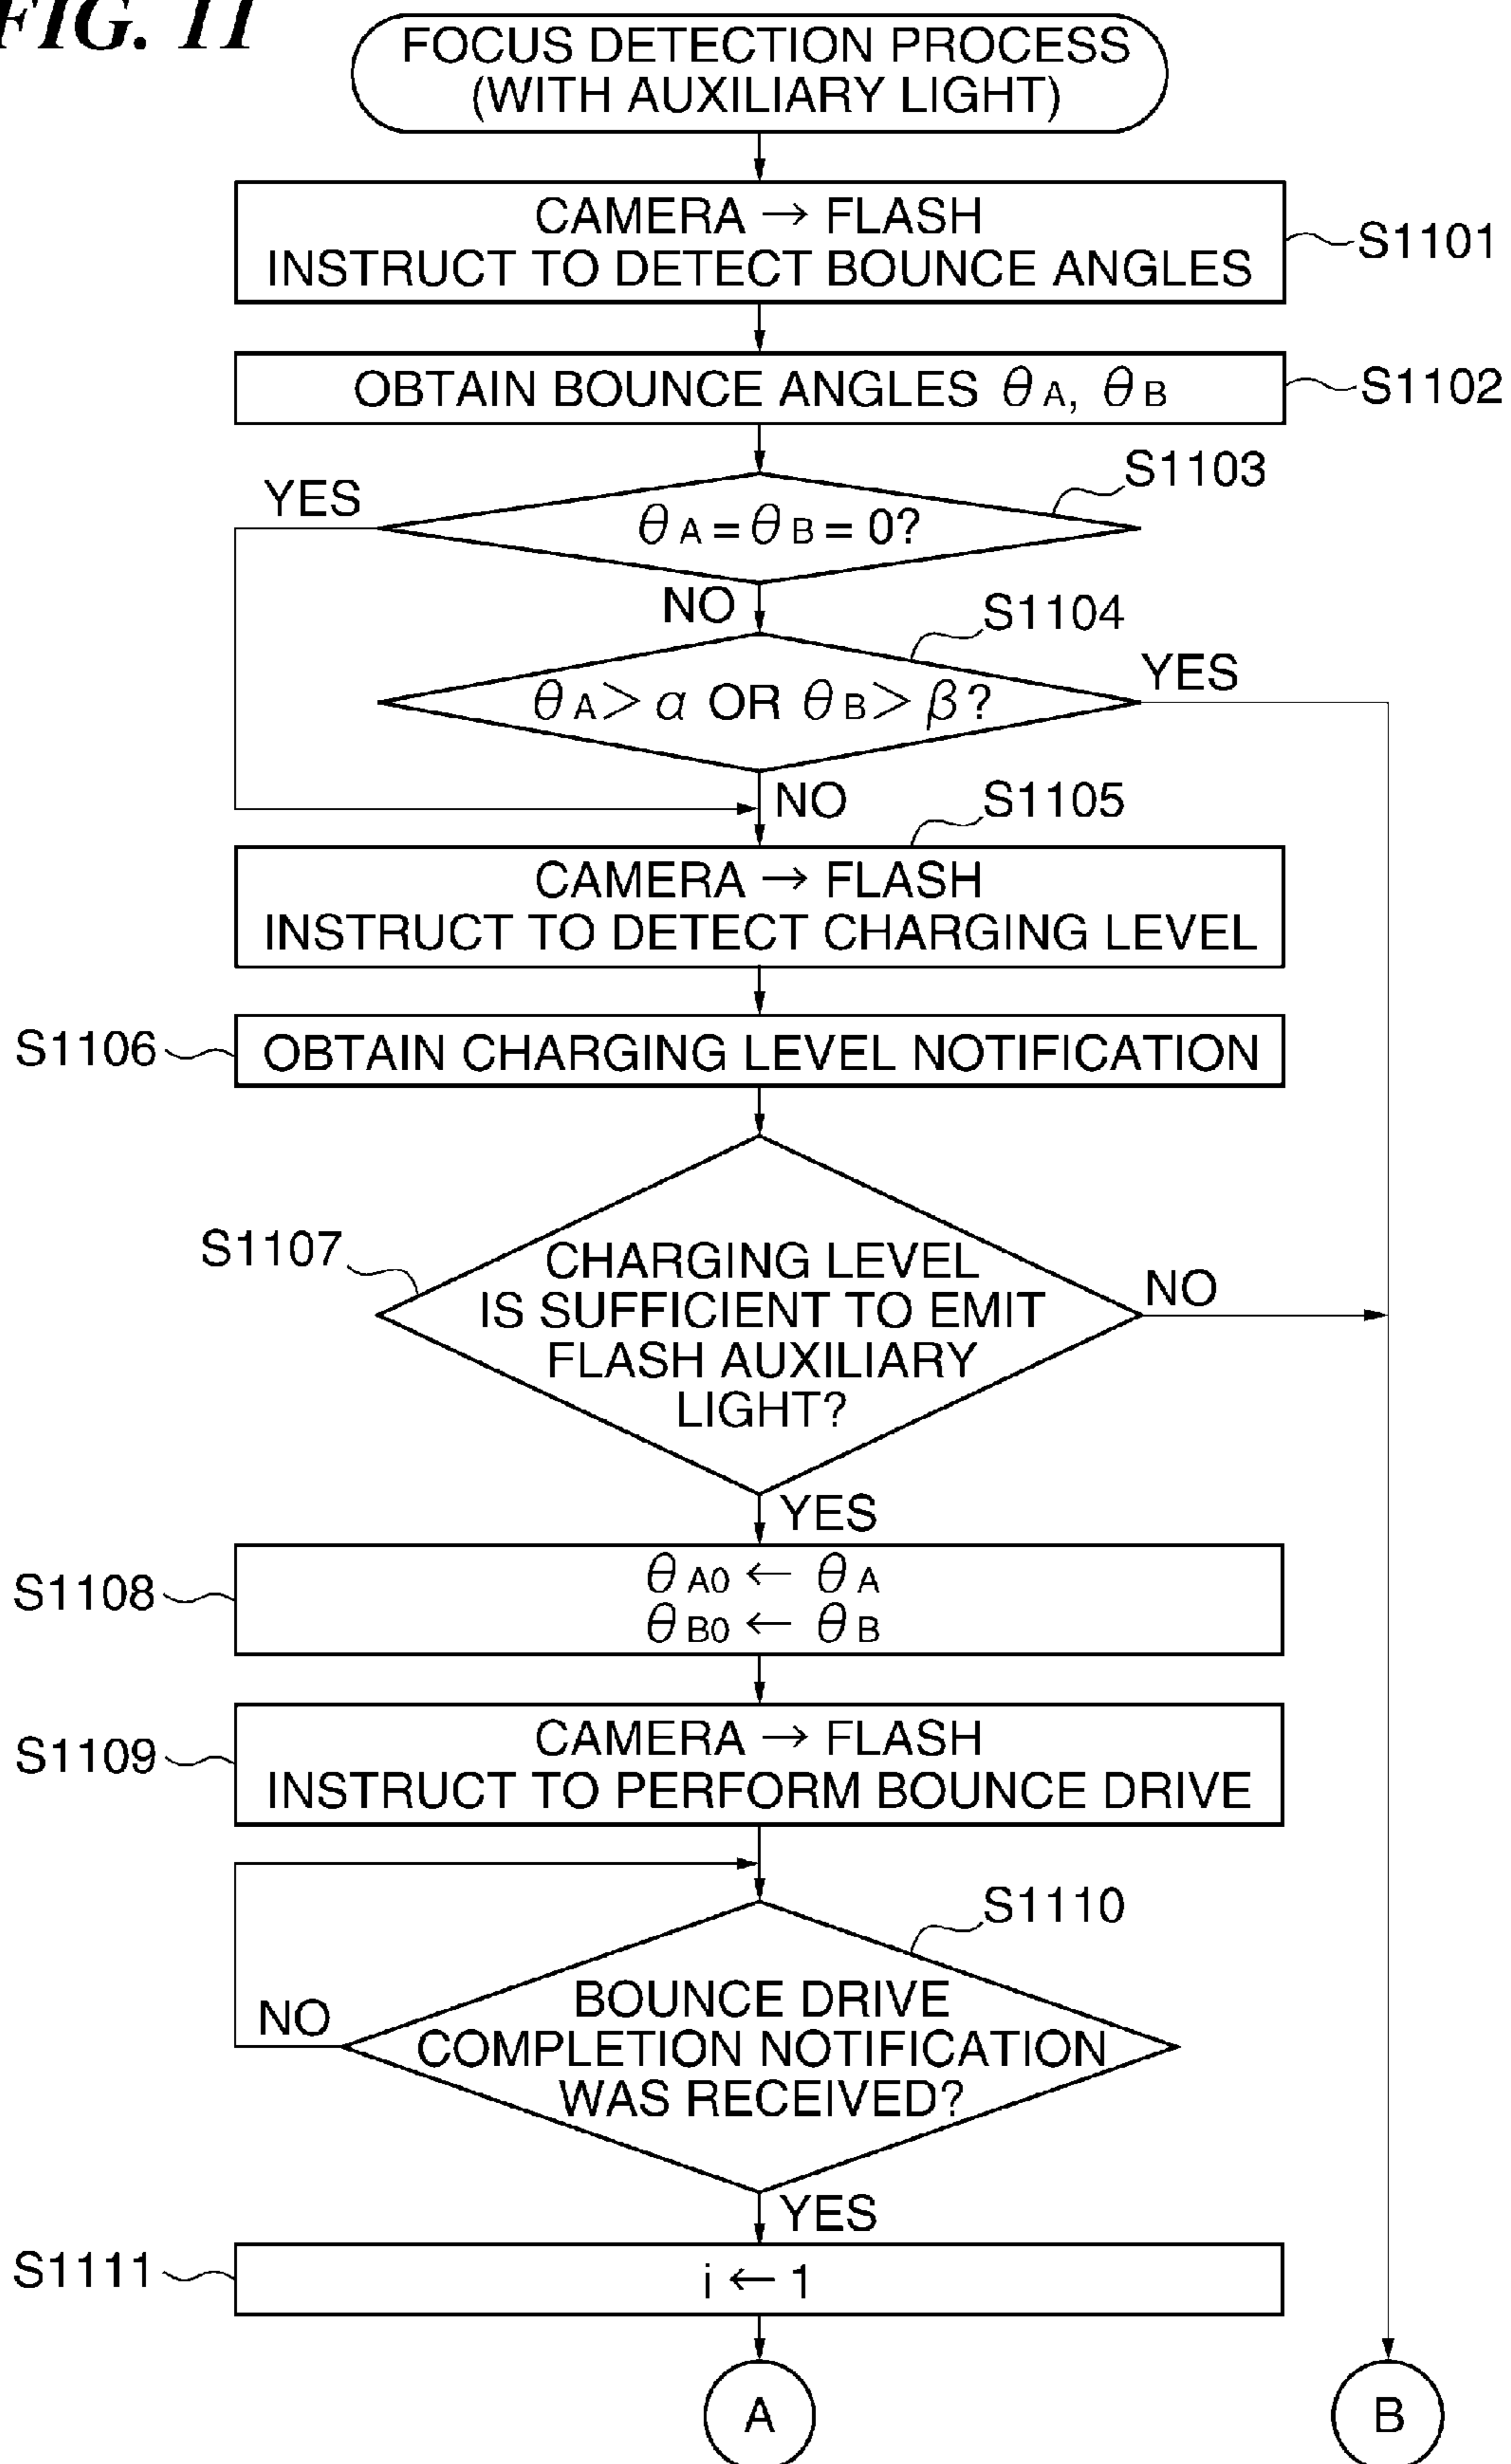 FIG. 11
FOCUS DETECTION PROCESS
(WITH AUXILIARY LIGHT)
CAMERA → FLASH
INSTRUCT TO DETECT BOUNCE ANGLES
S1101
OBTAIN BOUNCE ANGLES θA, θB
S1102
S1103
YES
θA = θB = 0?
NO
S1104
YES
θA > α OR θB > β?
NO
S1105
CAMERA → FLASH
INSTRUCT TO DETECT CHARGING LEVEL
S1106
OBTAIN CHARGING LEVEL NOTIFICATION
S1107
CHARGING LEVEL
IS SUFFICIENT TO EMIT
FLASH AUXILIARY
LIGHT?
NO
YES
S1108
θA0 ← θA
θB0 ← θB
S1109
CAMERA → FLASH
INSTRUCT TO PERFORM BOUNCE DRIVE
S1110
NO
BOUNCE DRIVE
COMPLETION NOTIFICATION
WAS RECEIVED?
YES
S1111
i ← 1
A
B